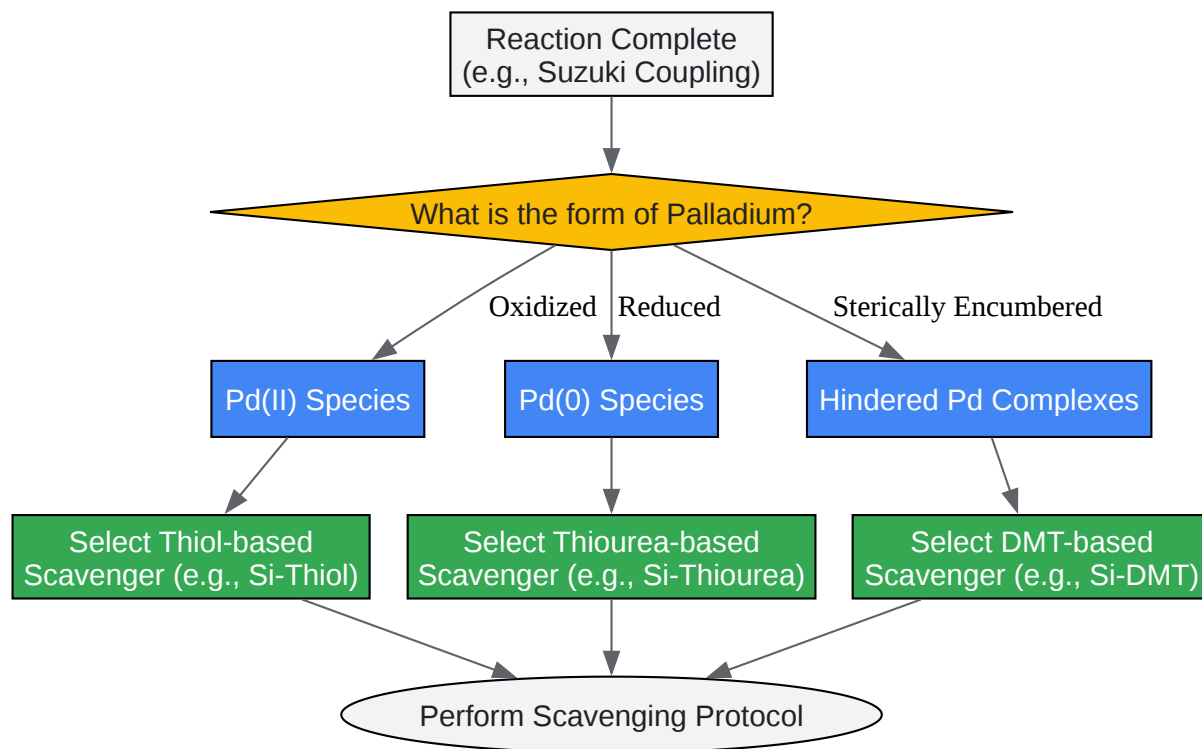 Reaction Complete
(e.g., Suzuki Coupling)
What is the form of Palladium?
Oxidized
Reduced
Sterically Encumbered
Pd(II) Species
Pd(0) Species
Hindered Pd Complexes
Select Thiol-based
Scavenger (e.g., Si-Thiol)
Select Thiourea-based
Scavenger (e.g., Si-Thiourea)
Select DMT-based
Scavenger (e.g., Si-DMT)
Perform Scavenging Protocol